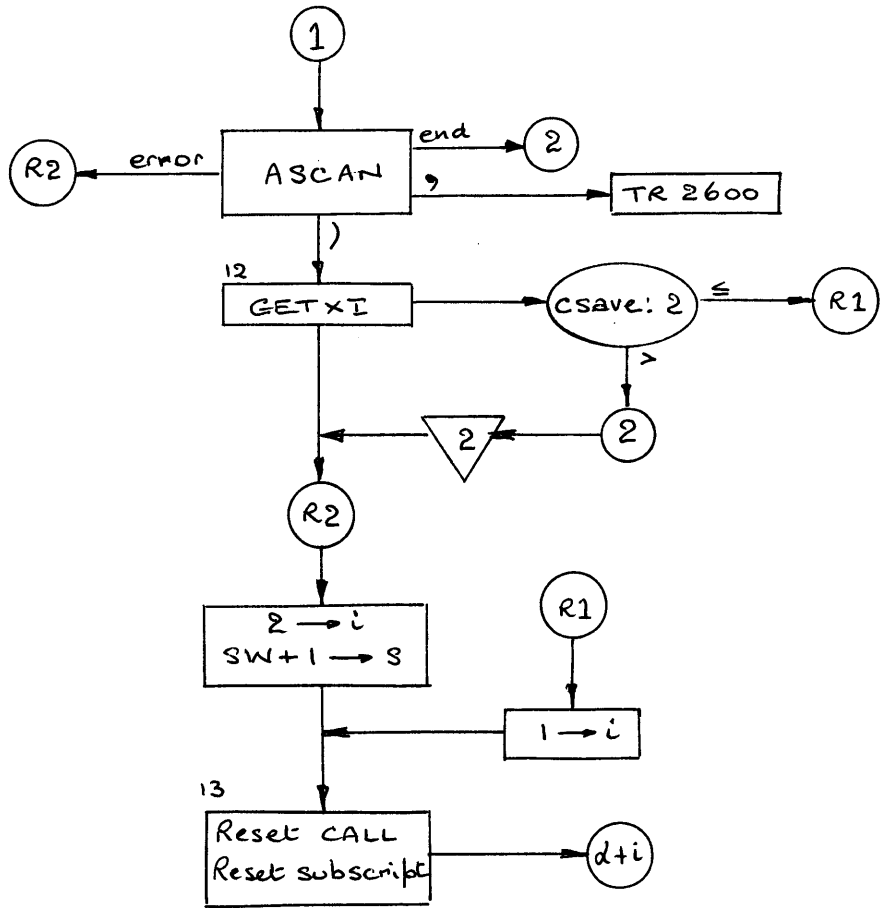 1
ASCAN
error
R2
end
2
,
TR 2600
)
12
GETXI
csave: 2
≤
R1
>
2
2
R2
2 → i
SW + 1 → S
R1
1 → i
13
Reset CALL
Reset subscript
α+i